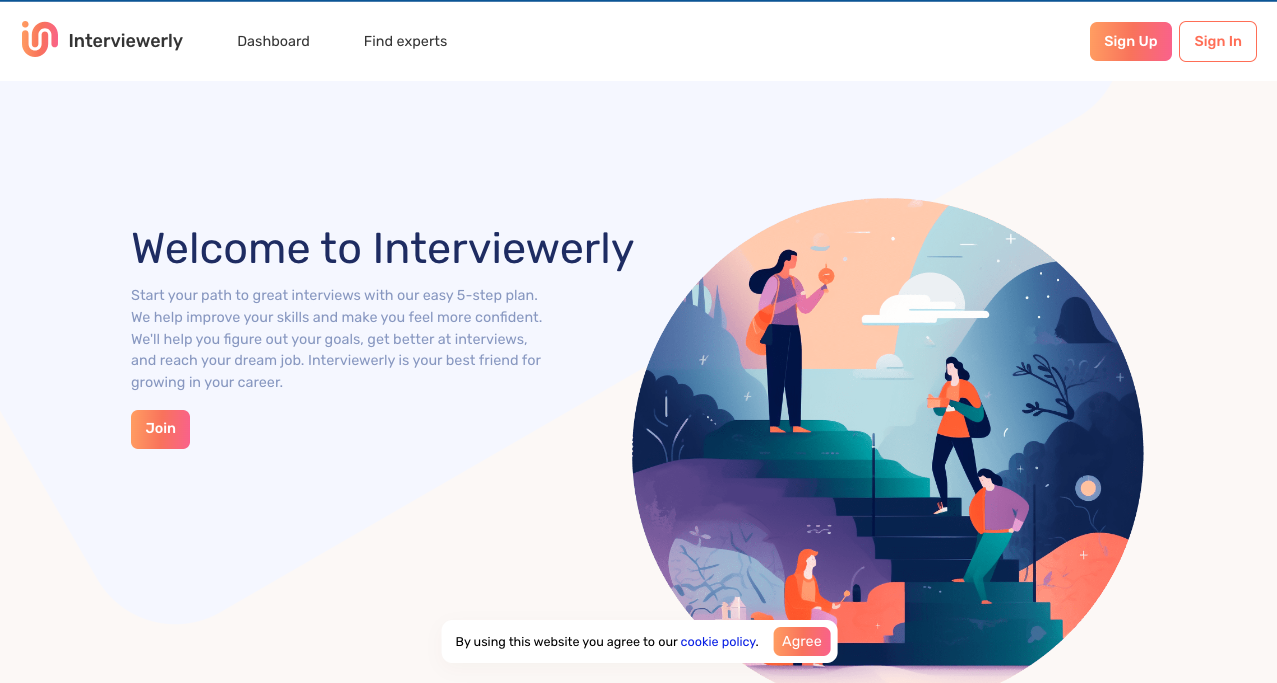 Interviewerly
Dashboard
Find experts
Sign Up
Sign In
Welcome to Interviewerly
Start your path to great interviews with our easy 5-step plan.
We help improve your skills and make you feel more confident.
We'll help you figure out your goals, get better at interviews,
and reach your dream job. Interviewerly is your best friend for
growing in your career.
Join
By using this website you agree to our cookie policy.
Agree